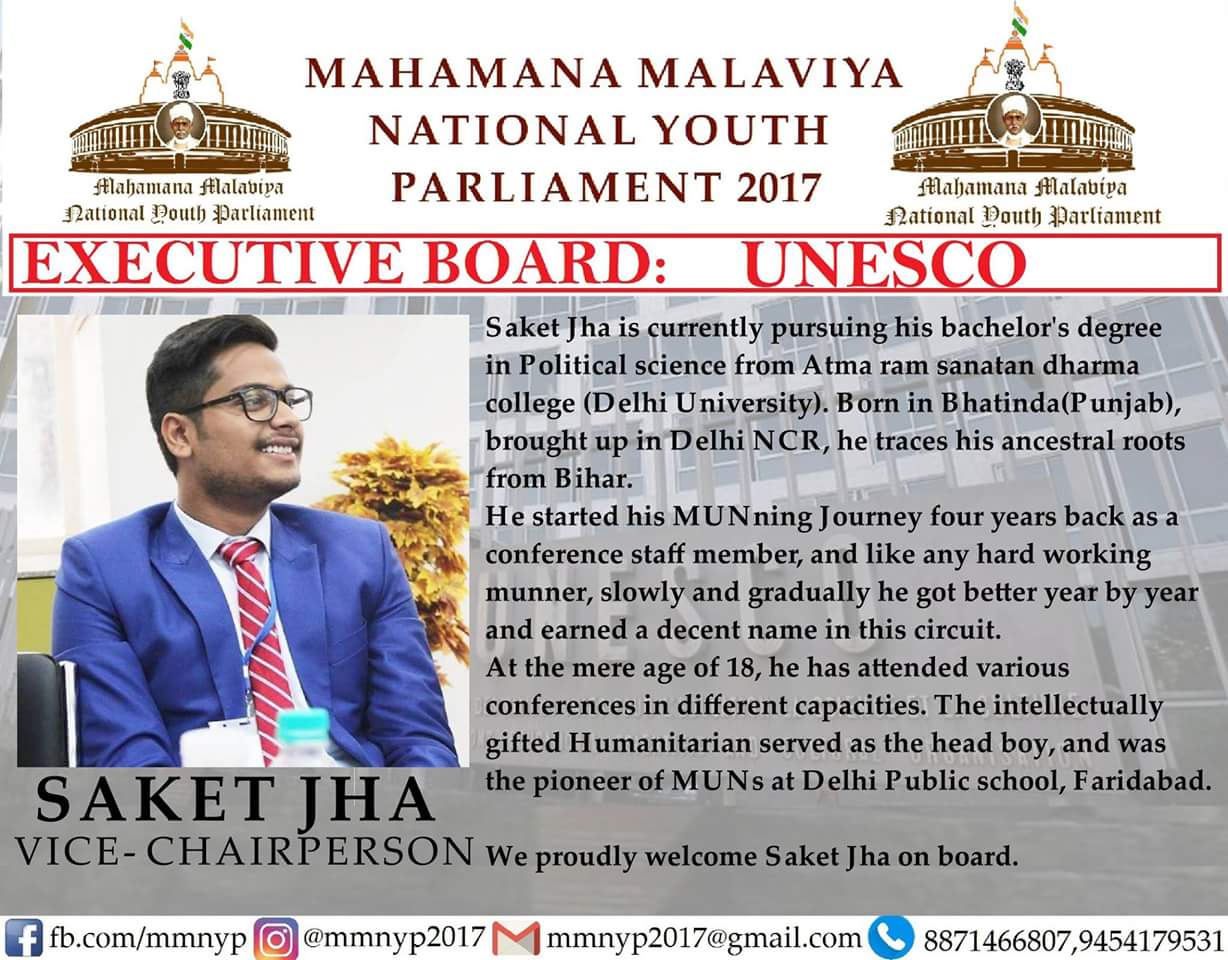 MAHAMANA MALAVIYA
NATIONAL YOUTH
PARLIAMENT 2017
Mahamana Malaviya
National Youth Parliament
Mahamana Malaviya
National Youth Parliament
EXECUTIVE BOARD: UNESCO
Saket Jha is currently pursuing his bachelor's degree
in Political science from Atma ram sanatan dharma
college (Delhi University). Born in Bhatinda(Punjab),
brought up in Delhi NCR, he traces his ancestral roots
from Bihar.
He started his MUNning Journey four years back as a
conference staff member, and like any hard working
munner, slowly and gradually he got better year by year
and earned a decent name in this circuit.
At the mere age of 18, he has attended various
conferences in different capacities. The intellectually
gifted Humanitarian served as the head boy, and was
the pioneer of MUNs at Delhi Public school, Faridabad.
We proudly welcome Saket Jha on board.
UNESCO
SAKET JHA
VICE- CHAIRPERSON
fb.com/mmnyp @mmnyp2017 mmnyp2017@gmail.com 8871466807,9454179531